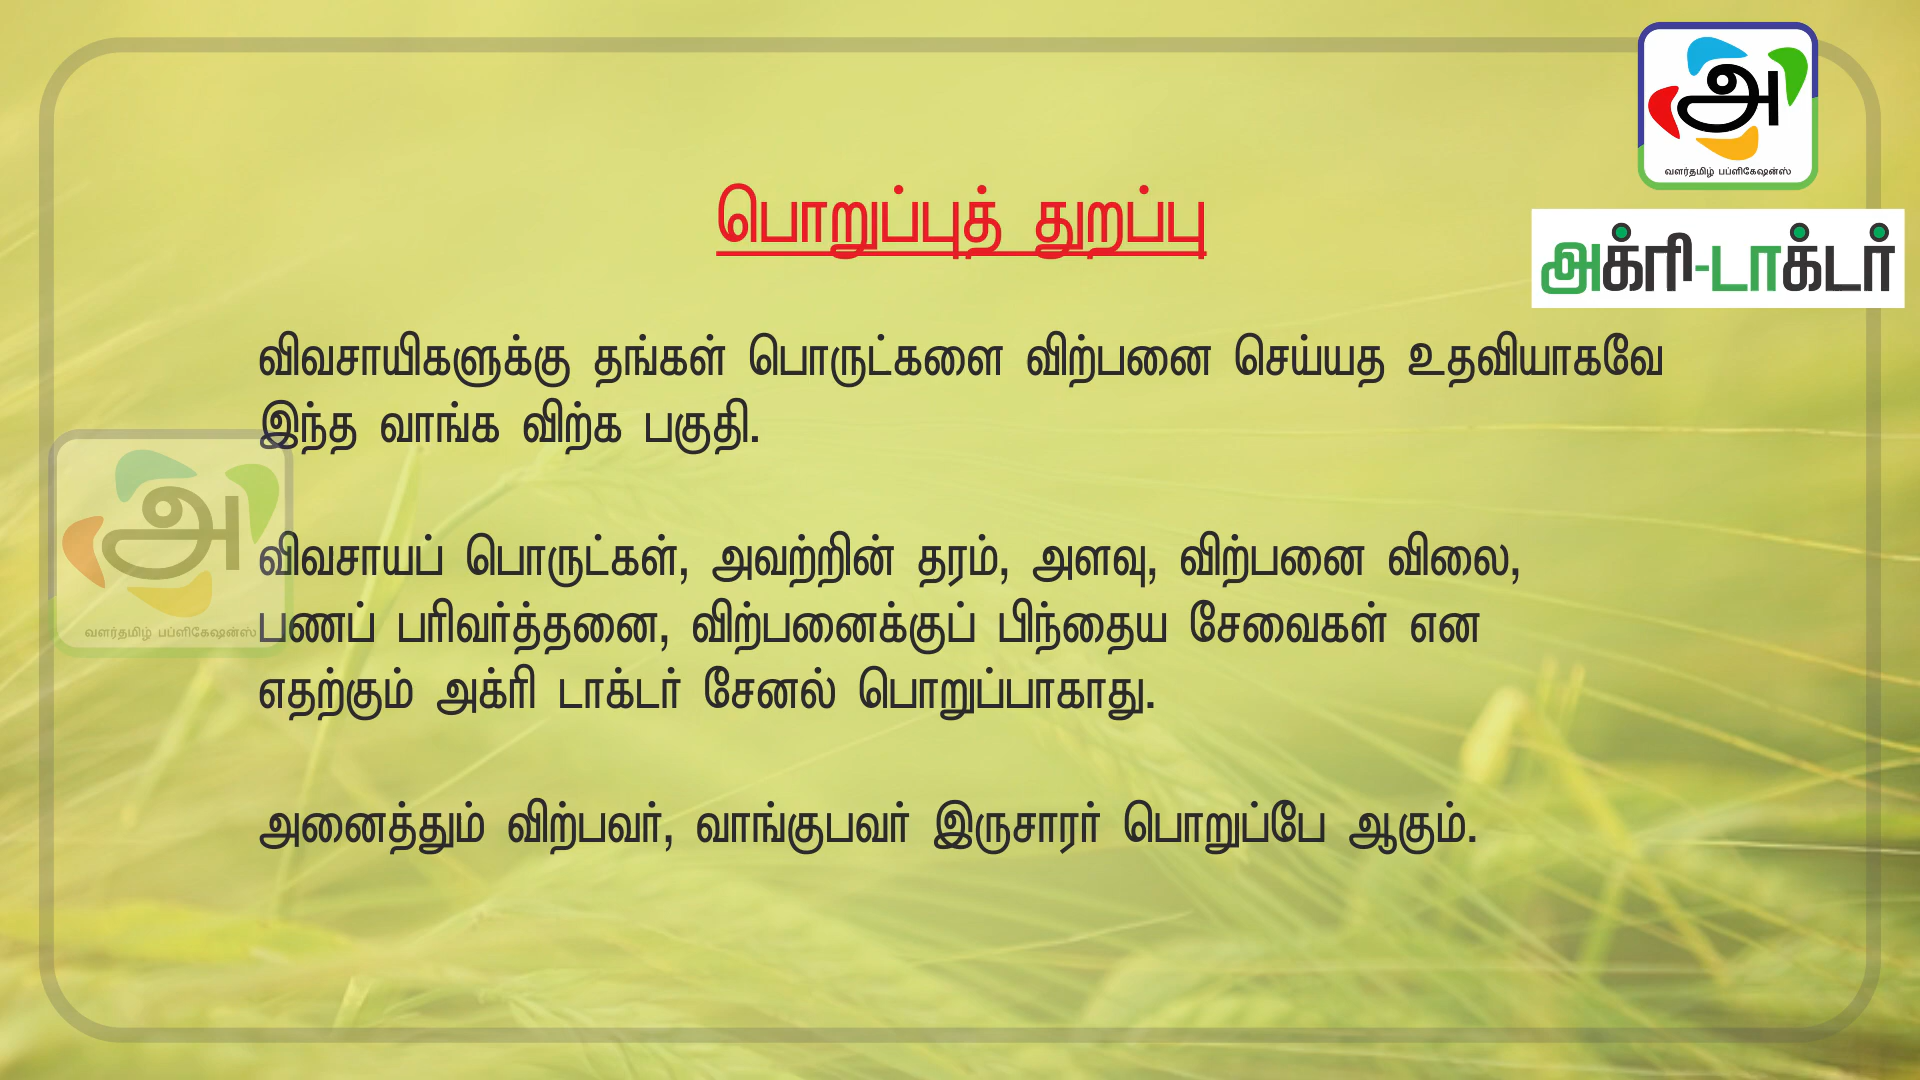 அ
வளர்தமிழ் பப்ளிகேஷன்ஸ்
பொறுப்புத் துறப்பு
அக்ரி-டாக்டர்
விவசாயிகளுக்கு தங்கள் பொருட்களை விற்பனை செய்யத உதவியாகவே
இந்த வாங்க விற்க பகுதி.
அ
வளர்தமிழ் பப்ளிகேஷன்ஸ்
விவசாயப் பொருட்கள், அவற்றின் தரம், அளவு, விற்பனை விலை,
பணப் பரிவர்த்தனை, விற்பனைக்குப் பிந்தைய சேவைகள் என
எதற்கும் அக்ரி டாக்டர் சேனல் பொறுப்பாகாது.
அனைத்தும் விற்பவர், வாங்குபவர் இருசாரர் பொறுப்பே ஆகும்.